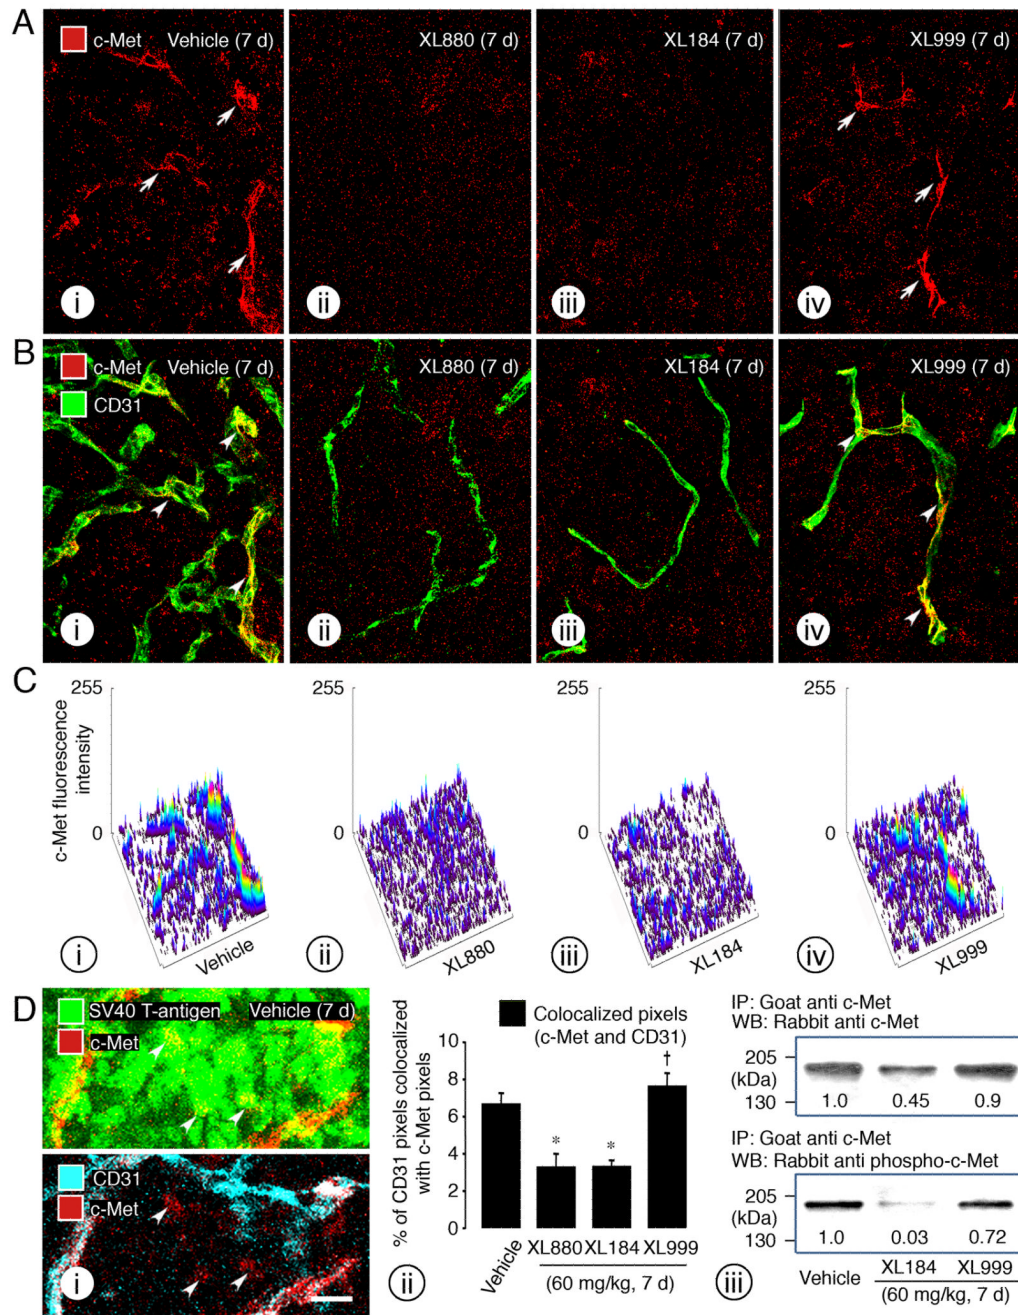 A
c-Met
Vehicle (7 d)
i
XL880 (7 d)
ii
XL184 (7 d)
iii
XL999 (7 d)
iv
B
c-Met
Vehicle (7 d)
CD31
i
XL880 (7 d)
ii
XL184 (7 d)
iii
XL999 (7 d)
iv
C
c-Met fluorescence
intensity
255
0
Vehicle
i
255
0
XL880
ii
255
0
XL184
iii
255
0
XL999
iv
D
SV40 T-antigen
Vehicle (7 d)
c-Met
CD31
c-Met
i
Colocalized pixels
(c-Met and CD31)
% of CD31 pixels colocalized
with c-Met pixels
10
8
6
4
2
0
*
*
†
Vehicle
XL880
XL184
XL999
(60 mg/kg, 7 d)
ii
IP: Goat anti c-Met
WB: Rabbit anti c-Met
205
(kDa)
130
1.0
0.45
0.9
IP: Goat anti c-Met
WB: Rabbit anti phospho-c-Met
205
(kDa)
130
1.0
0.03
0.72
Vehicle
XL184
XL999
(60 mg/kg, 7 d)
iii